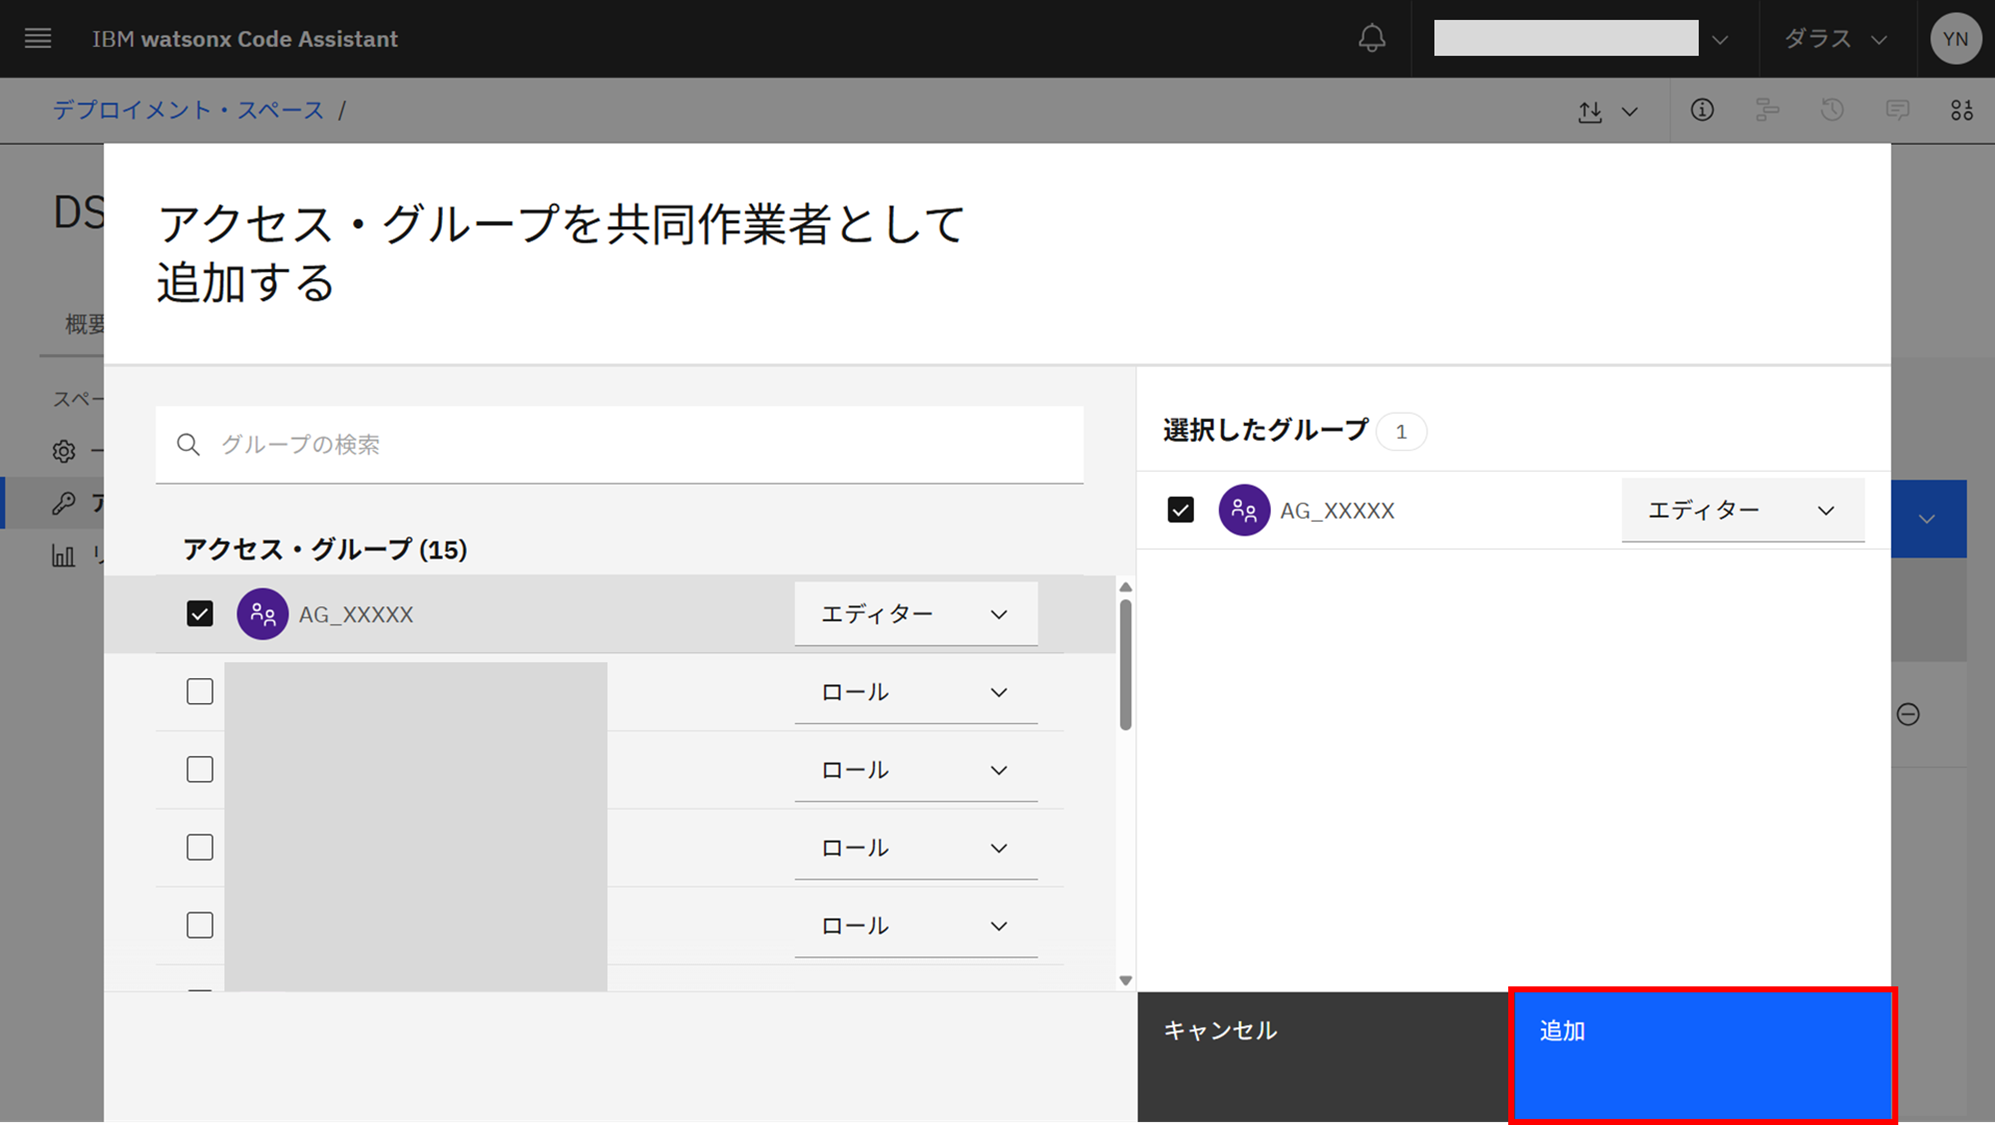 IBM watsonx Code Assistant
ダラス
YN
デプロイメント・スペース /
DS
アクセス・グループを共同作業者として
追加する
概要
スペー
グループの検索
選択したグループ 1
AG_XXXXX エディター
アクセス・グループ (15)
AG_XXXXX エディター
ロール
ロール
ロール
ロール
キャンセル
追加